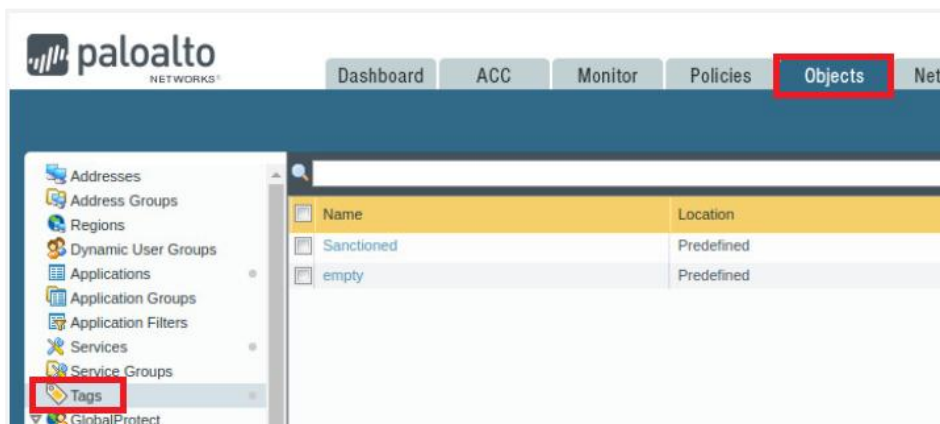 paloalto
NETWORKS®
Dashboard ACC Monitor Policies Objects Net
Addresses
Address Groups
Regions
Dynamic User Groups
Applications
Application Groups
Application Filters
Services
Service Groups
Tags
GlobalProtect
Name Location
Sanctioned Predefined
empty Predefined